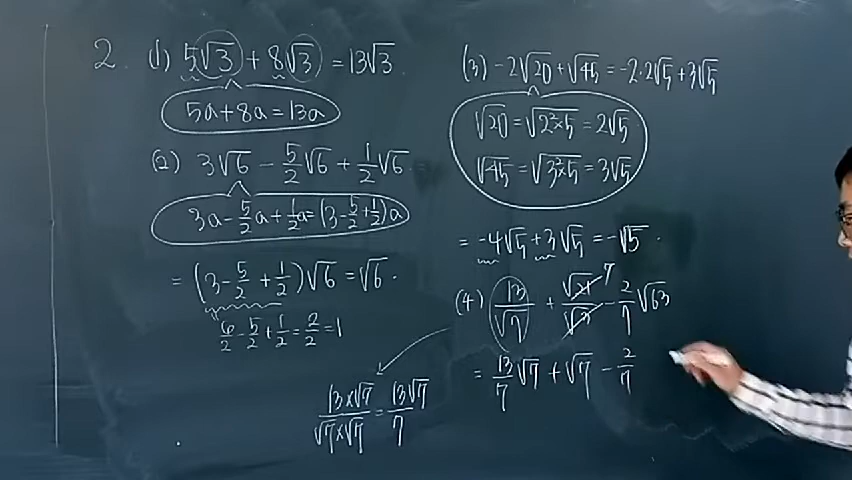 2. (1) 5√3 + 8√3 = 13√3
5a + 8a = 13a
(2) 3√6 - 5/2 √6 + 1/2 √6
3a - 5/2 a + 1/2 a = (3 - 5/2 + 1/2) a
= (3 - 5/2 + 1/2)√6 = √6.
6/2 - 5/2 + 1/2 = 2/2 = 1
(3) -2√20 + √45 = -2·2√5 + 3√5
√20 = √(2²×5) = 2√5
√45 = √(3²×5) = 3√5
= -4√5 + 3√5 = -√5.
(4) 13/√7 + √21/√3 7 - 2/7 √63
= 13/7 √7 + √7 - 2/7
(13×√7)/(√7×√7) = 13√7/7